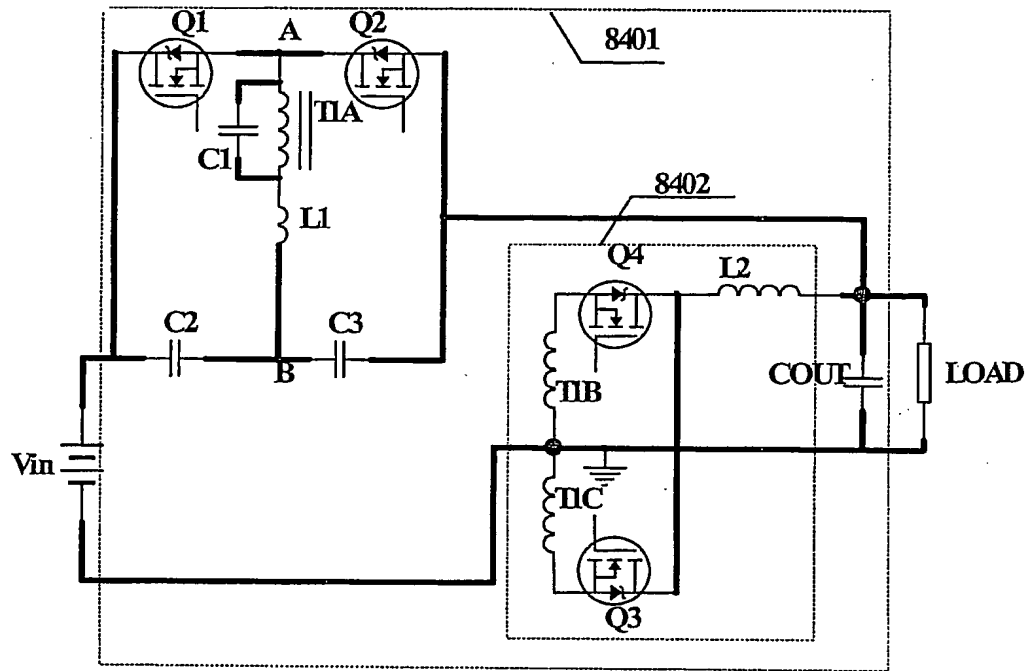 Q1
A
Q2
8401
T1A
C1
L1
8402
Q4
L2
C2
C3
B
T1B
COUT
LOAD
Vin
T1C
Q3